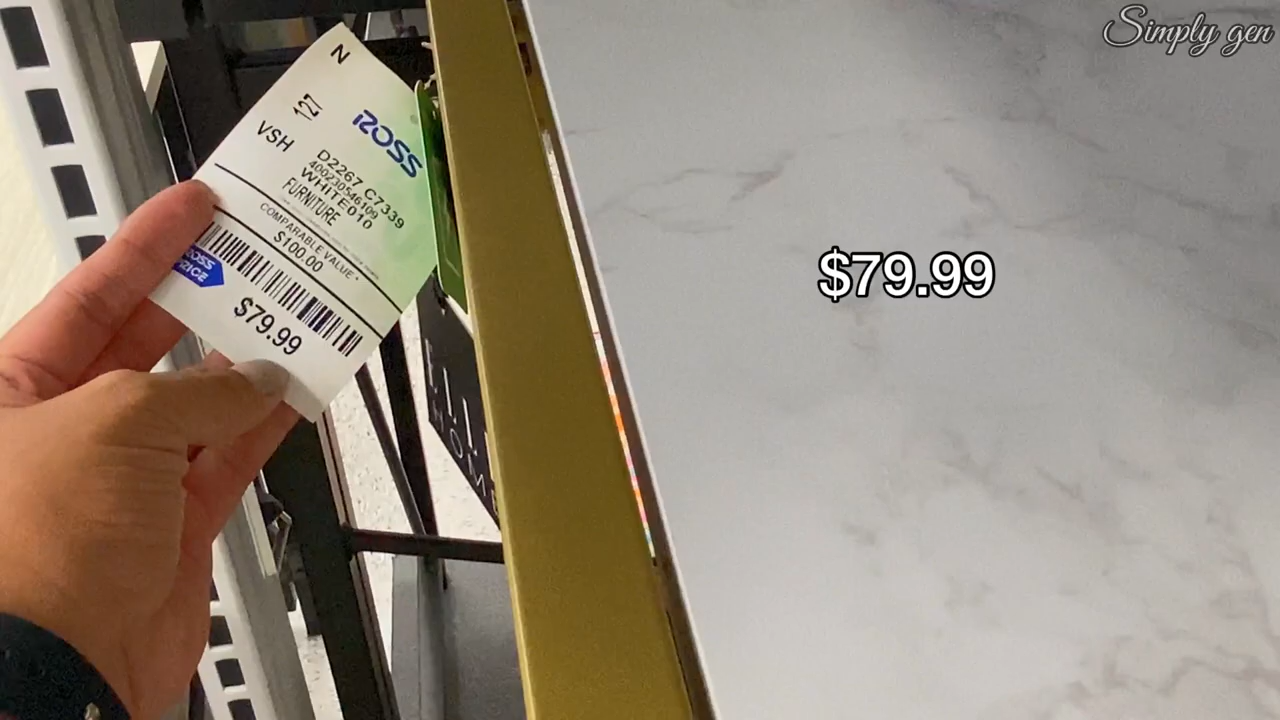 Simply gen
N
127
VSH
ROSS
D2267 C7339
400230546109
WHITE010
FURNITURE
COMPARABLE VALUE*
$100.00
ROSS
$79.99
HOME
$79.99